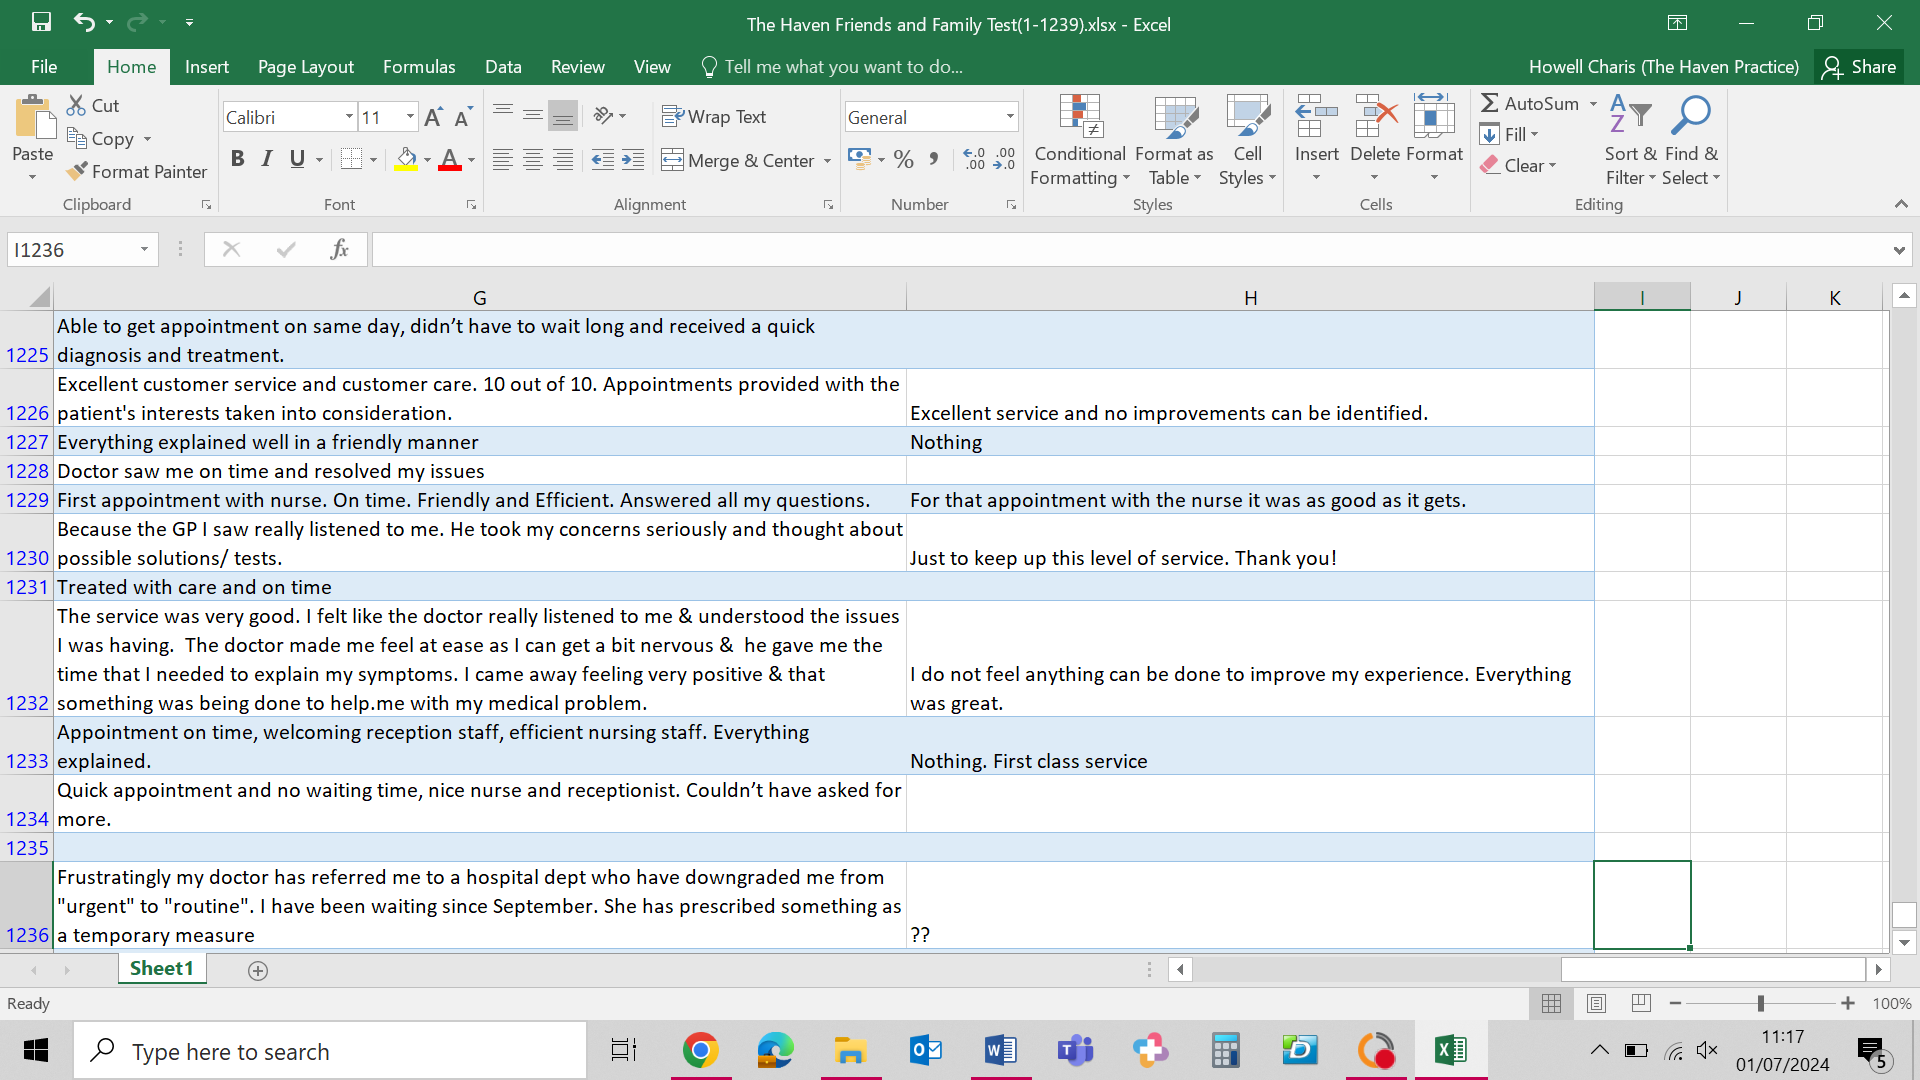 The Haven Friends and Family Test(1-1239).xlsx - Excel
File Home Insert Page Layout Formulas Data Review View Tell me what you want to do... Howell Charis (The Haven Practice) Share
Paste
Cut
Copy
Format Painter
Clipboard
Calibri 11
B I U
Font
Wrap Text
Merge & Center
Alignment
General
Number
Conditional Formatting
Format as Table
Cell Styles
Styles
Insert Delete Format
Cells
AutoSum
Fill
Clear
Sort & Filter
Find & Select
Editing
I1236 fx
G H I J K
1225 Able to get appointment on same day, didn’t have to wait long and received a quick
diagnosis and treatment.
1226 Excellent customer service and customer care. 10 out of 10. Appointments provided with the
patient's interests taken into consideration. Excellent service and no improvements can be identified.
1227 Everything explained well in a friendly manner Nothing
1228 Doctor saw me on time and resolved my issues
1229 First appointment with nurse. On time. Friendly and Efficient. Answered all my questions. For that appointment with the nurse it was as good as it gets.
1230 Because the GP I saw really listened to me. He took my concerns seriously and thought about
possible solutions/ tests. Just to keep up this level of service. Thank you!
1231 Treated with care and on time
1232 The service was very good. I felt like the doctor really listened to me & understood the issues
I was having.  The doctor made me feel at ease as I can get a bit nervous &  he gave me the
time that I needed to explain my symptoms. I came away feeling very positive & that
something was being done to help.me with my medical problem. I do not feel anything can be done to improve my experience. Everything
was great.
1233 Appointment on time, welcoming reception staff, efficient nursing staff. Everything
explained. Nothing. First class service
1234 Quick appointment and no waiting time, nice nurse and receptionist. Couldn’t have asked for
more.
1235
1236 Frustratingly my doctor has referred me to a hospital dept who have downgraded me from
"urgent" to "routine". I have been waiting since September. She has prescribed something as
a temporary measure ??
Sheet1
Ready 100%
Type here to search
11:17
01/07/2024
5